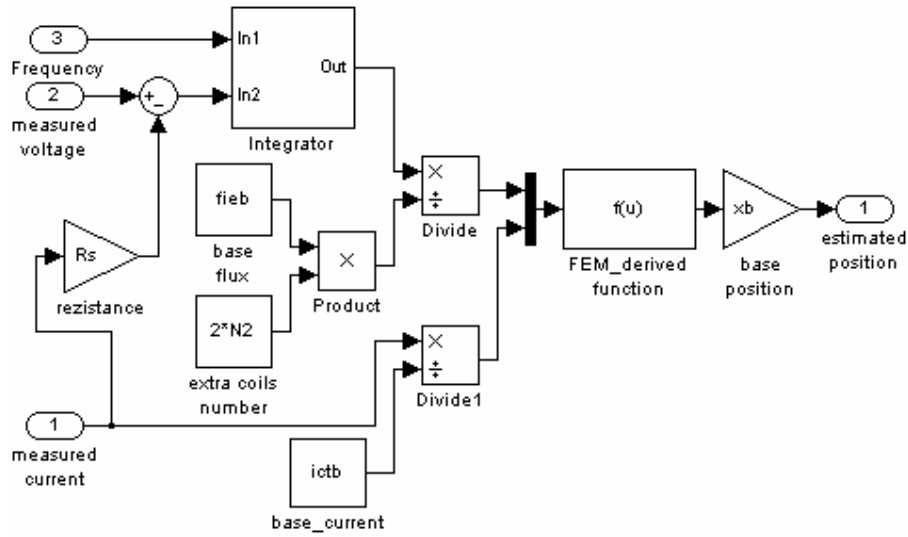 3
Frequency
2
measured
voltage
+
-
In1
In2
Out
Integrator
Rs
rezistance
fieb
base
flux
×
Product
2*N2
extra coils
number
×
÷
Divide
×
÷
Divide1
1
measured
current
ictb
base_current
f(u)
FEM_derived
function
xb
base
position
1
estimated
position